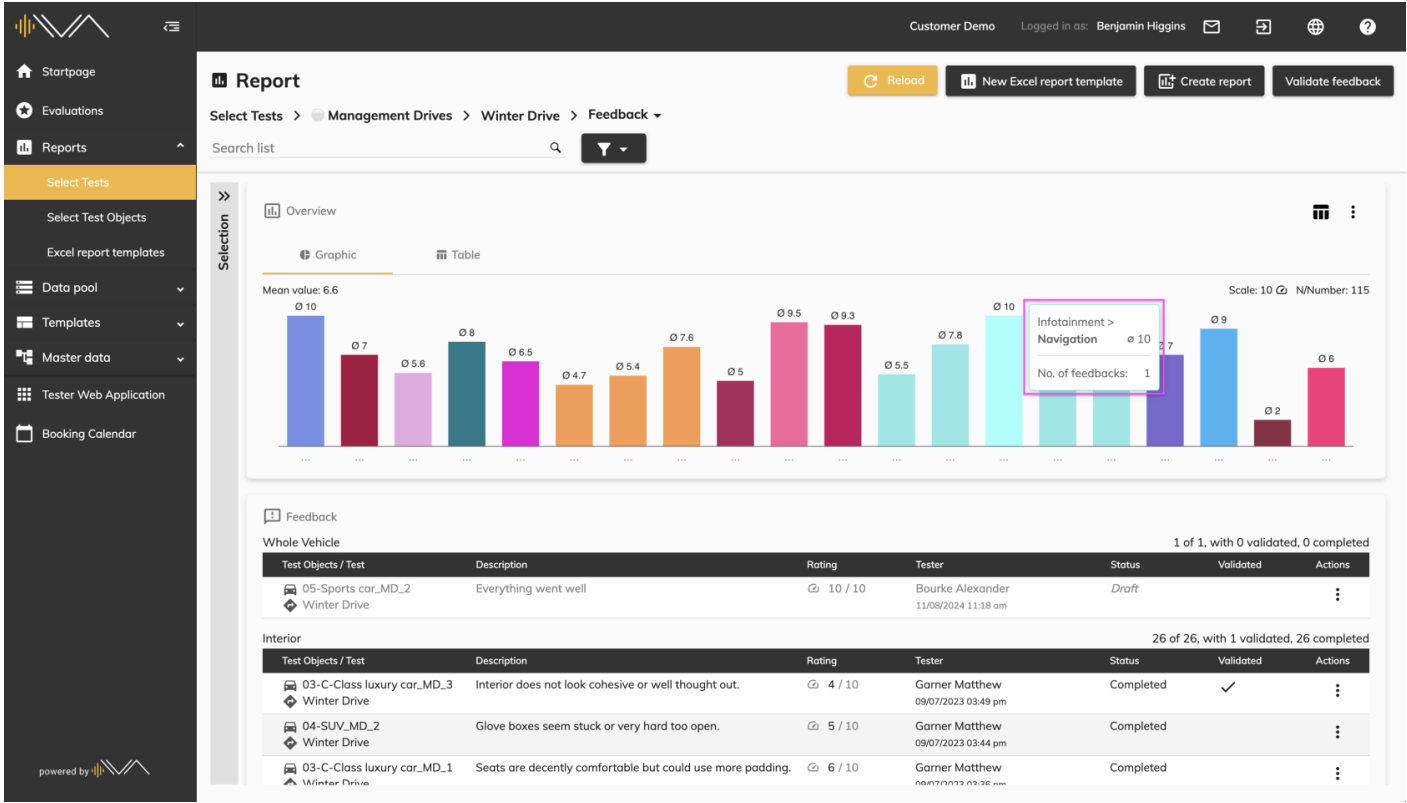 Customer Demo Logged in as: Benjamin Higgins
Startpage
Evaluations
Reports
Select Tests
Select Test Objects
Excel report templates
Data pool
Templates
Master data
Tester Web Application
Booking Calendar
powered by
Report
Reload
New Excel report template
Create report
Validate feedback
Select Tests > Management Drives > Winter Drive > Feedback
Search list
Selection
Overview
Graphic Table
Mean value: 6.6
Scale: 10 N/Number: 115
Ø 10 Ø 7 Ø 5.6 Ø 8 Ø 6.5 Ø 4.7 Ø 5.4 Ø 7.6 Ø 5 Ø 9.5 Ø 9.3 Ø 5.5 Ø 7.8 Ø 10 7 Ø 9 Ø 2 Ø 6
Infotainment >
Navigation ø 10
No. of feedbacks: 1
... ... ... ... ... ... ... ... ... ... ... ... ... ... ... ... ... ... ... ...
Feedback
Whole Vehicle 1 of 1, with 0 validated, 0 completed
Test Objects / Test Description Rating Tester Status Validated Actions
05-Sports car_MD_2 Everything went well 10 / 10 Bourke Alexander Draft
Winter Drive 11/08/2024 11:18 am
Interior 26 of 26, with 1 validated, 26 completed
Test Objects / Test Description Rating Tester Status Validated Actions
03-C-Class luxury car_MD_3 Interior does not look cohesive or well thought out. 4 / 10 Garner Matthew Completed
Winter Drive 09/07/2023 03:49 pm
04-SUV_MD_2 Glove boxes seem stuck or very hard too open. 5 / 10 Garner Matthew Completed
Winter Drive 09/07/2023 03:44 pm
03-C-Class luxury car_MD_1 Seats are decently comfortable but could use more padding. 6 / 10 Garner Matthew Completed
Winter Drive 09/07/2023 03:36 pm